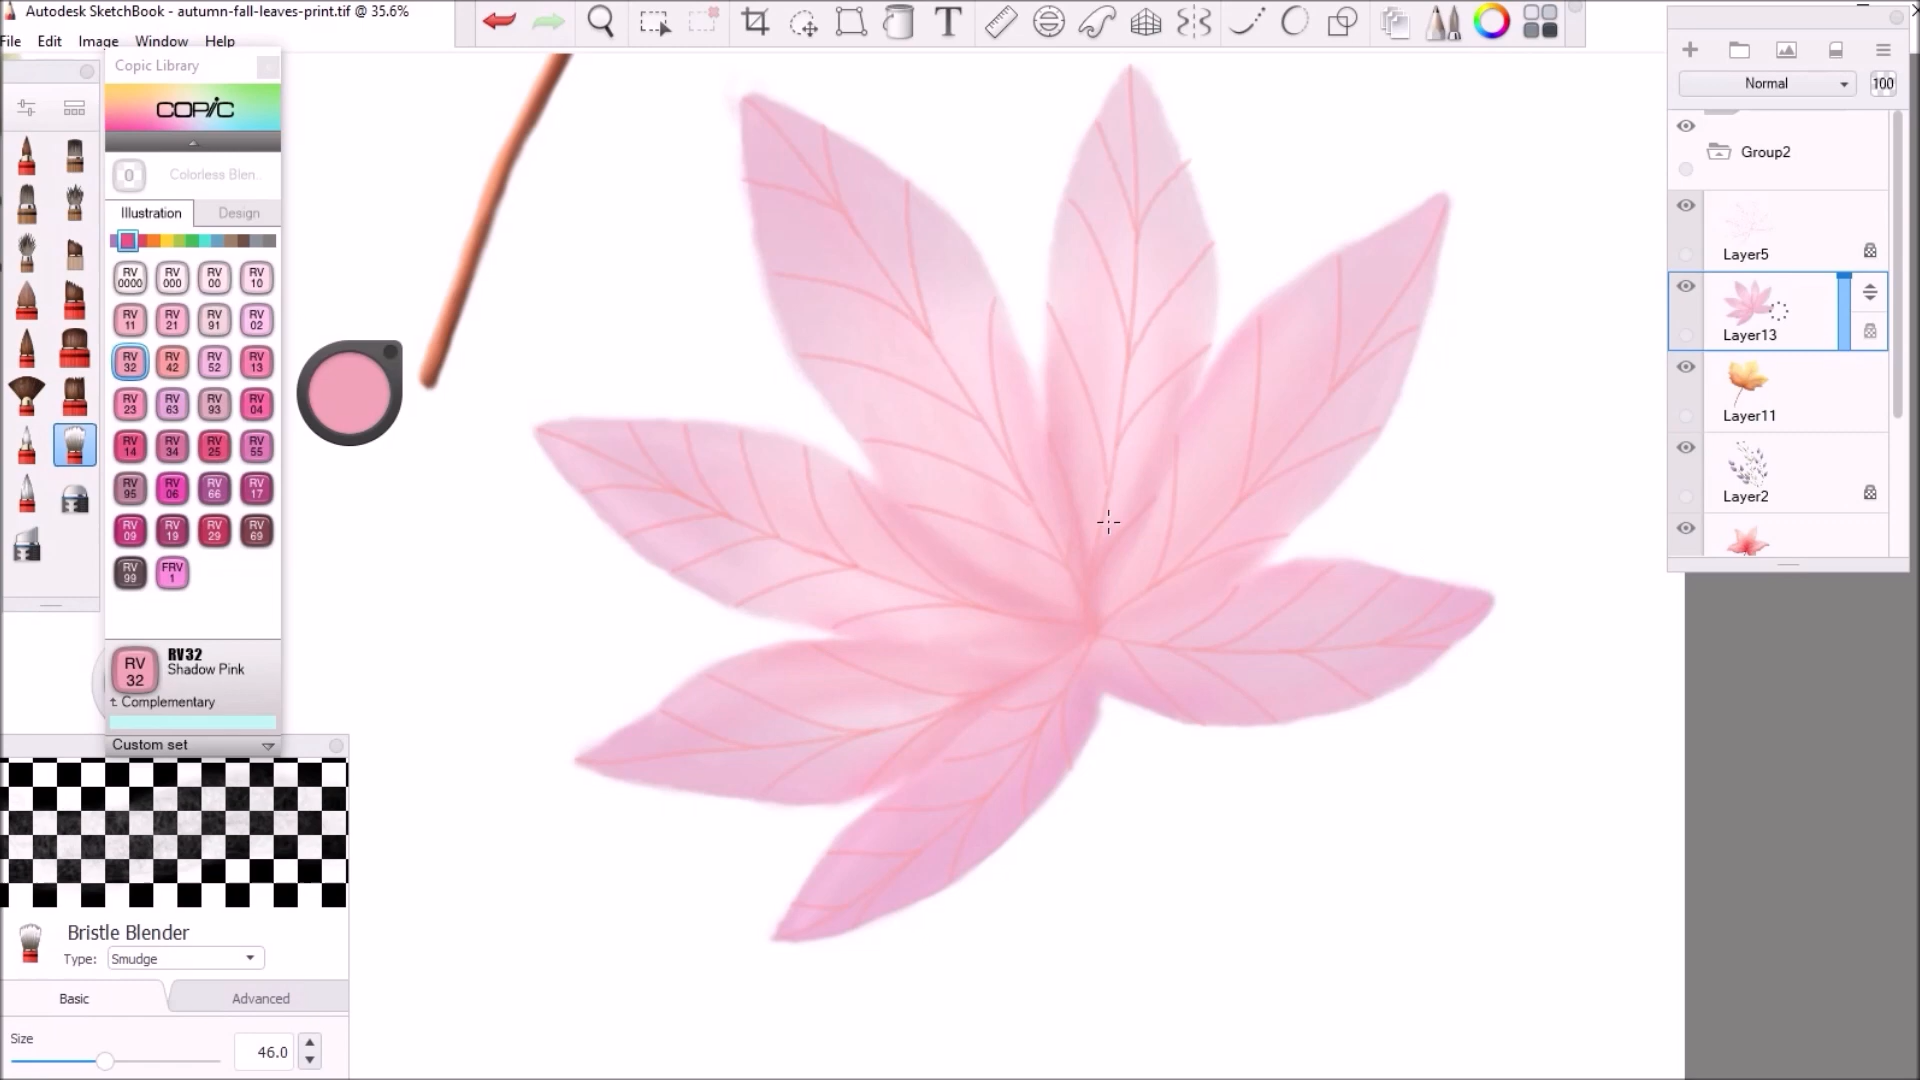 Autodesk SketchBook - autumn-fall-leaves-print.tif @ 35.6%
File Edit Image Window Help
T
Copic Library
COPIC
0 Colorless Blen..
Illustration Design
RV 0000 RV 000 RV 00 RV 10
RV 11 RV 21 RV 91 RV 02
RV 32 RV 42 RV 52 RV 13
RV 23 RV 63 RV 93 RV 04
RV 14 RV 34 RV 25 RV 55
RV 95 RV 06 RV 66 RV 17
RV 09 RV 19 RV 29 RV 69
RV 99 FRV 1
RV 32
RV32
Shadow Pink
Complementary
Custom set
Bristle Blender
Type: Smudge
Basic Advanced
Size
46.0
Normal 100
Group2
Layer5
Layer13
Layer11
Layer2